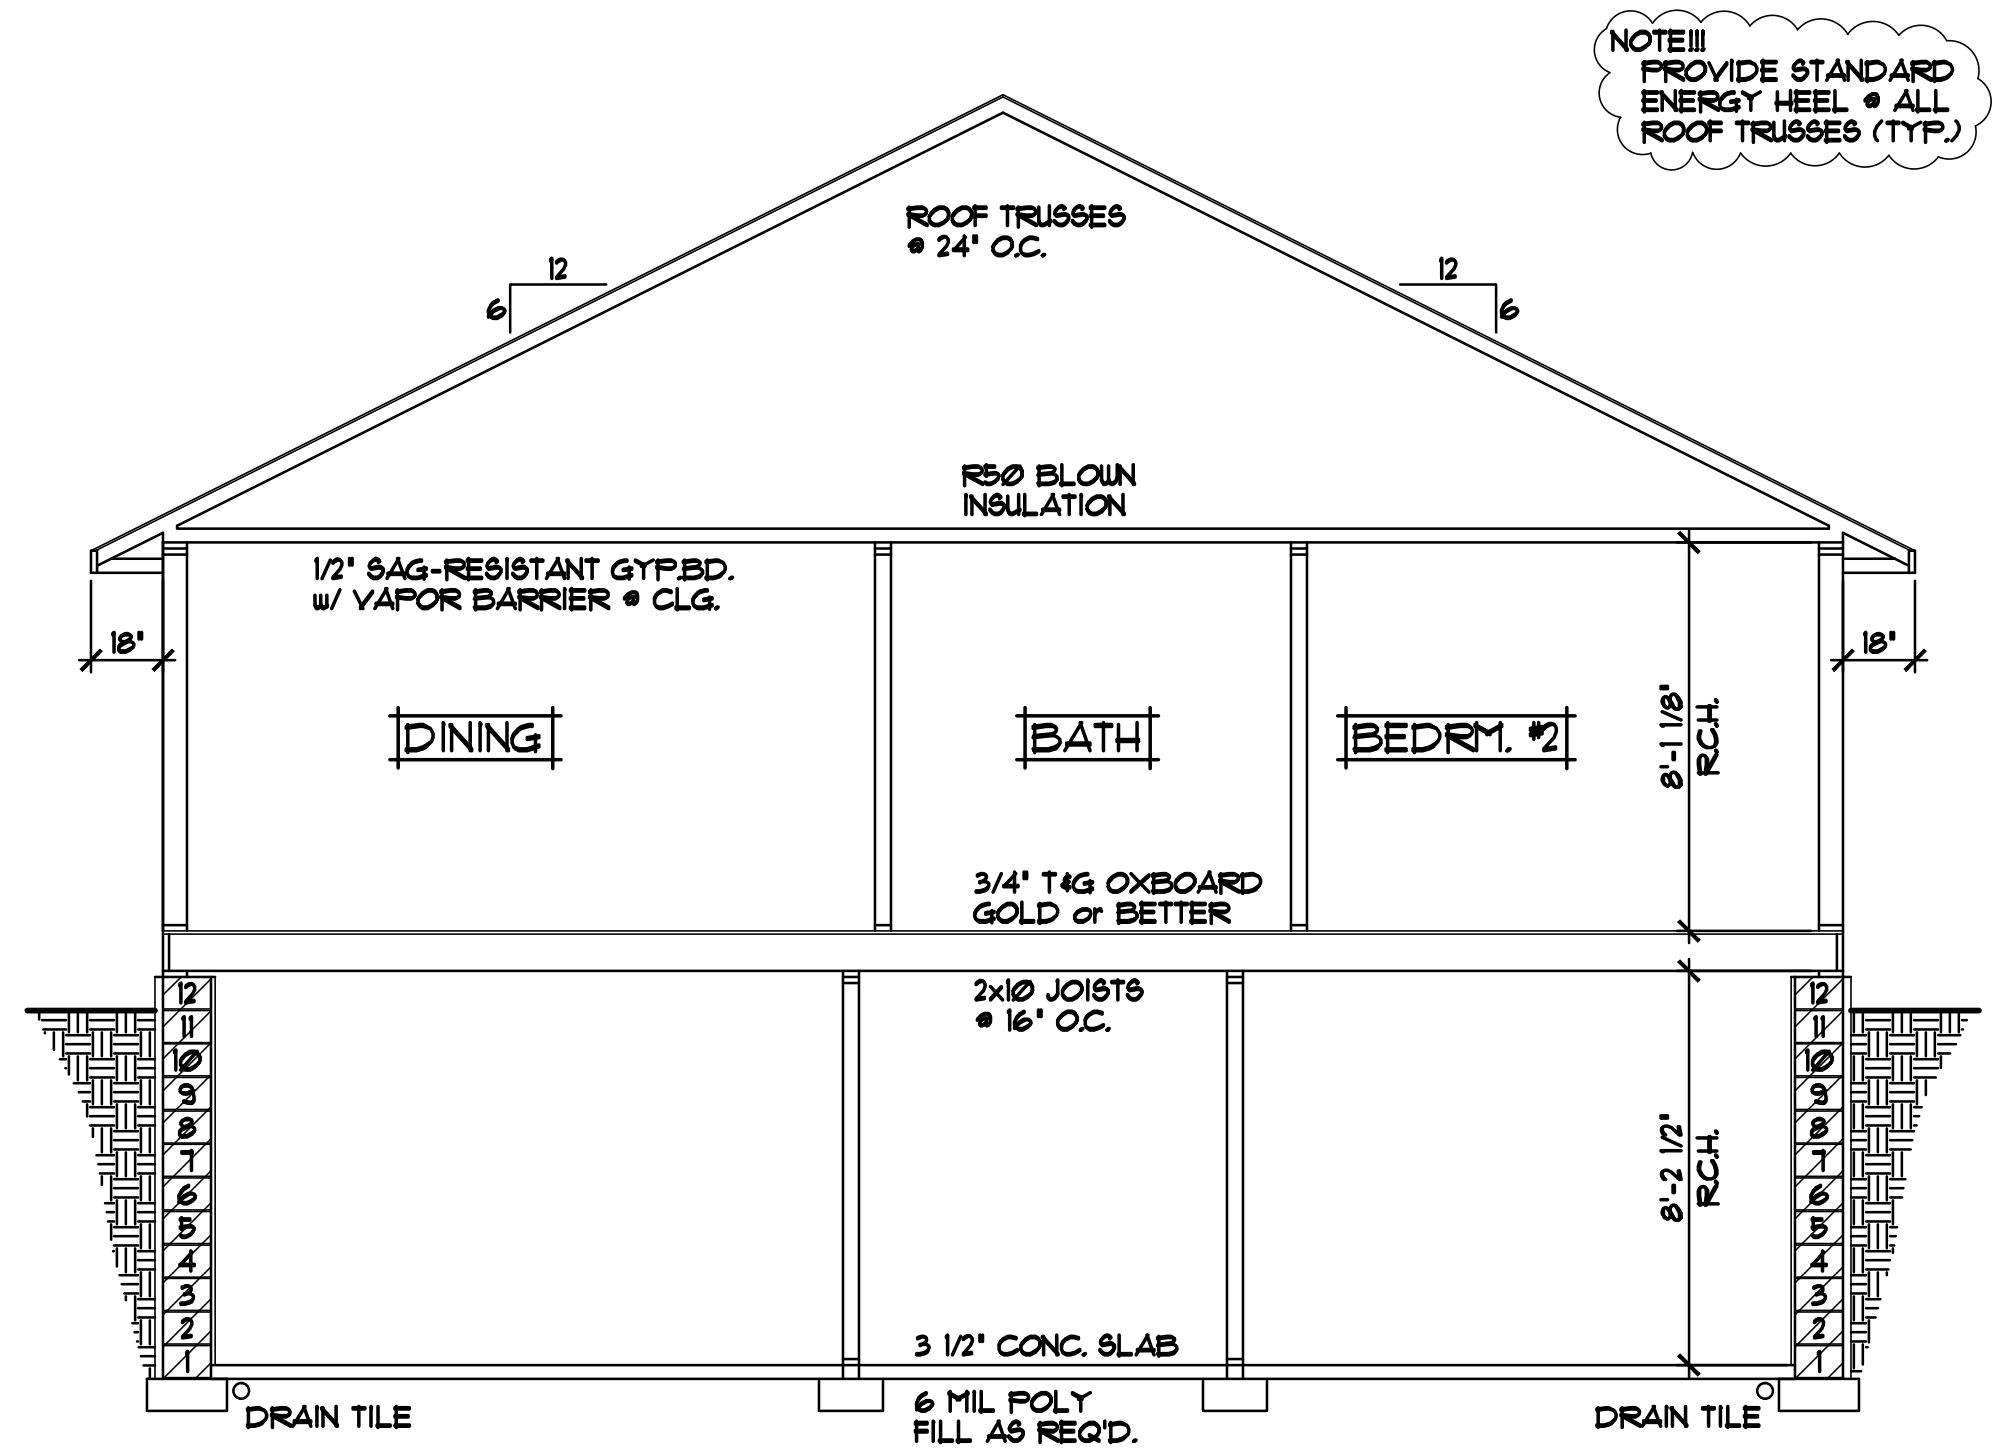 NOTE!!!
PROVIDE STANDARD
ENERGY HEEL @ ALL
ROOF TRUSSES (TYP.)
ROOF TRUSSES
@ 24" O.C.
12
6
12
6
R50 BLOWN
INSULATION
1/2" SAG-RESISTANT GYP.BD.
w/ VAPOR BARRIER @ CLG.
18"
18"
DINING
BATH
BEDRM. #2
8'-1 1/8"
R.C.H.
3/4" T&G OXBOARD
GOLD or BETTER
2x10 JOISTS
@ 16" O.C.
12
11
10
9
8
7
6
5
4
3
2
1
12
11
10
9
8
7
6
5
4
3
2
1
8'-2 1/2"
R.C.H.
3 1/2" CONC. SLAB
6 MIL POLY
FILL AS REQ'D.
DRAIN TILE
DRAIN TILE